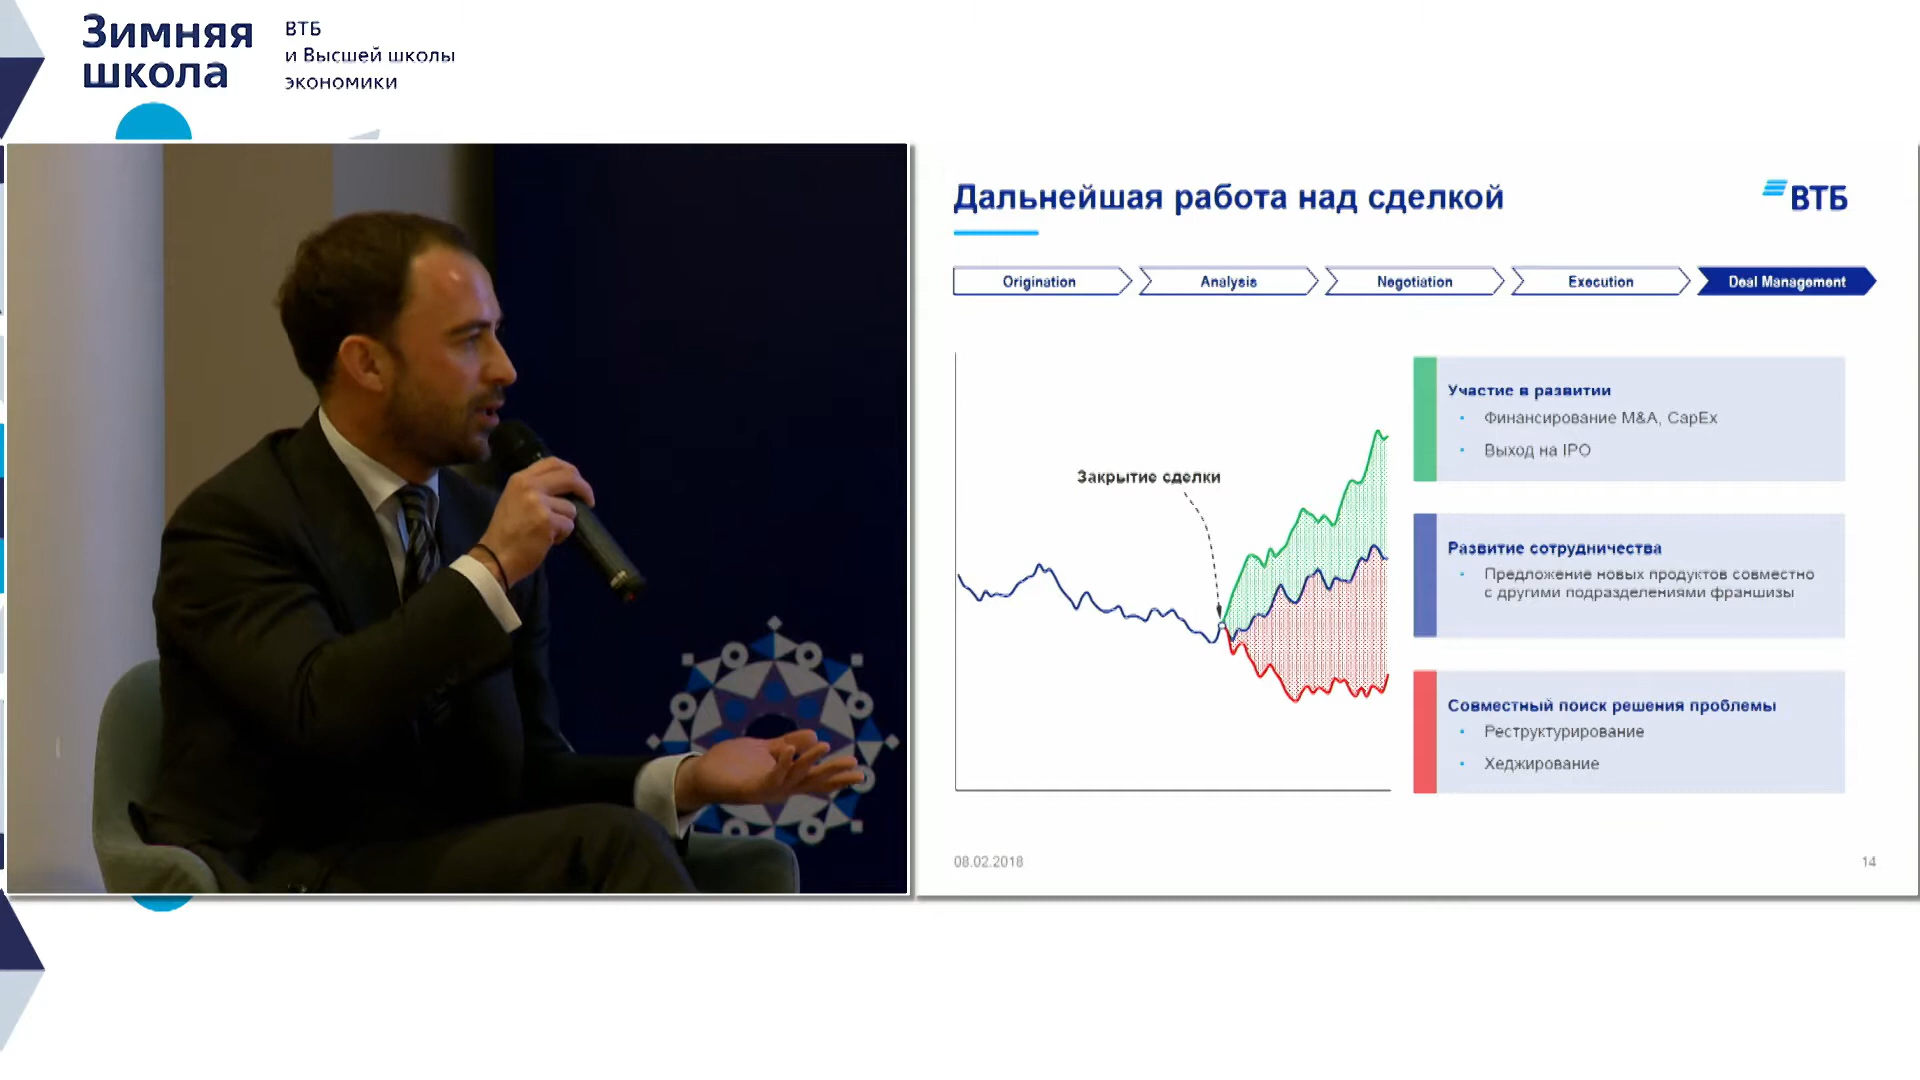 Зимняя
школа
ВТБ
и Высшей школы
экономики
Дальнейшая работа над сделкой
ВТБ
Origination
Analysis
Negotiation
Execution
Deal Management
Закрытие сделки
Участие в развитии
• Финансирование M&A, CapEx
• Выход на IPO
Развитие сотрудничества
• Предложение новых продуктов совместно
с другими подразделениями франшизы
Совместный поиск решения проблемы
• Реструктурирование
• Хеджирование
08.02.2018
14